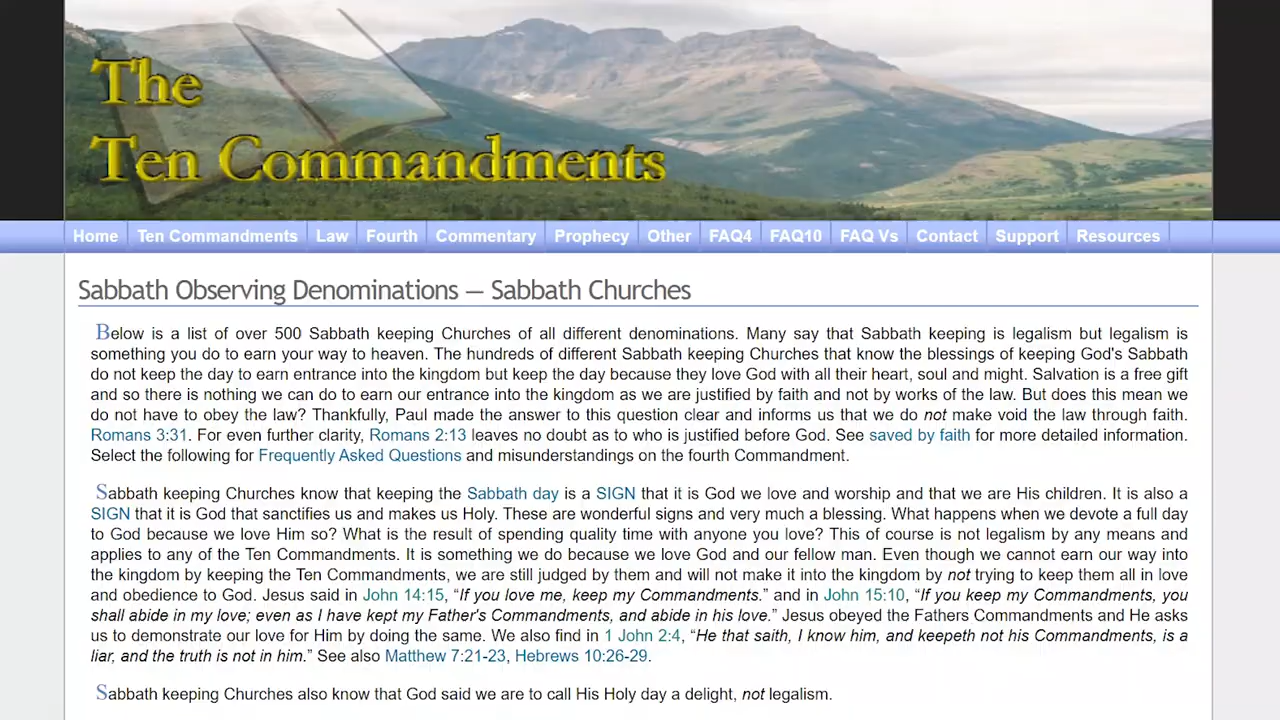 The
Ten Commandments
Home Ten Commandments Law Fourth Commentary Prophecy Other FAQ4 FAQ10 FAQ Vs Contact Support Resources
Sabbath Observing Denominations — Sabbath Churches
Below is a list of over 500 Sabbath keeping Churches of all different denominations. Many say that Sabbath keeping is legalism but legalism is
something you do to earn your way to heaven. The hundreds of different Sabbath keeping Churches that know the blessings of keeping God's Sabbath
do not keep the day to earn entrance into the kingdom but keep the day because they love God with all their heart, soul and might. Salvation is a free gift
and so there is nothing we can do to earn our entrance into the kingdom as we are justified by faith and not by works of the law. But does this mean we
do not have to obey the law? Thankfully, Paul made the answer to this question clear and informs us that we do not make void the law through faith.
Romans 3:31. For even further clarity, Romans 2:13 leaves no doubt as to who is justified before God. See saved by faith for more detailed information.
Select the following for Frequently Asked Questions and misunderstandings on the fourth Commandment.
Sabbath keeping Churches know that keeping the Sabbath day is a SIGN that it is God we love and worship and that we are His children. It is also a
SIGN that it is God that sanctifies us and makes us Holy. These are wonderful signs and very much a blessing. What happens when we devote a full day
to God because we love Him so? What is the result of spending quality time with anyone you love? This of course is not legalism by any means and
applies to any of the Ten Commandments. It is something we do because we love God and our fellow man. Even though we cannot earn our way into
the kingdom by keeping the Ten Commandments, we are still judged by them and will not make it into the kingdom by not trying to keep them all in love
and obedience to God. Jesus said in John 14:15, “If you love me, keep my Commandments.” and in John 15:10, “If you keep my Commandments, you
shall abide in my love; even as I have kept my Father's Commandments, and abide in his love.” Jesus obeyed the Fathers Commandments and He asks
us to demonstrate our love for Him by doing the same. We also find in 1 John 2:4, “He that saith, I know him, and keepeth not his Commandments, is a
liar, and the truth is not in him.” See also Matthew 7:21-23, Hebrews 10:26-29.
Sabbath keeping Churches also know that God said we are to call His Holy day a delight, not legalism.